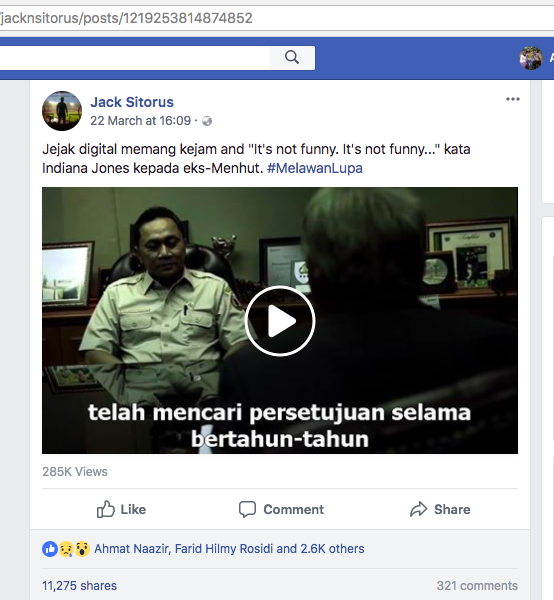 /jacknsitorus/posts/1219253814874852
Jack Sitorus
22 March at 16:09 ·
Jejak digital memang kejam and "It's not funny. It's not funny..." kata
Indiana Jones kepada eks-Menhut. #MelawanLupa
telah mencari persetujuan selama
bertahun-tahun
285K Views
Like Comment Share
Ahmat Naazir, Farid Hilmy Rosidi and 2.6K others
11,275 shares 321 comments